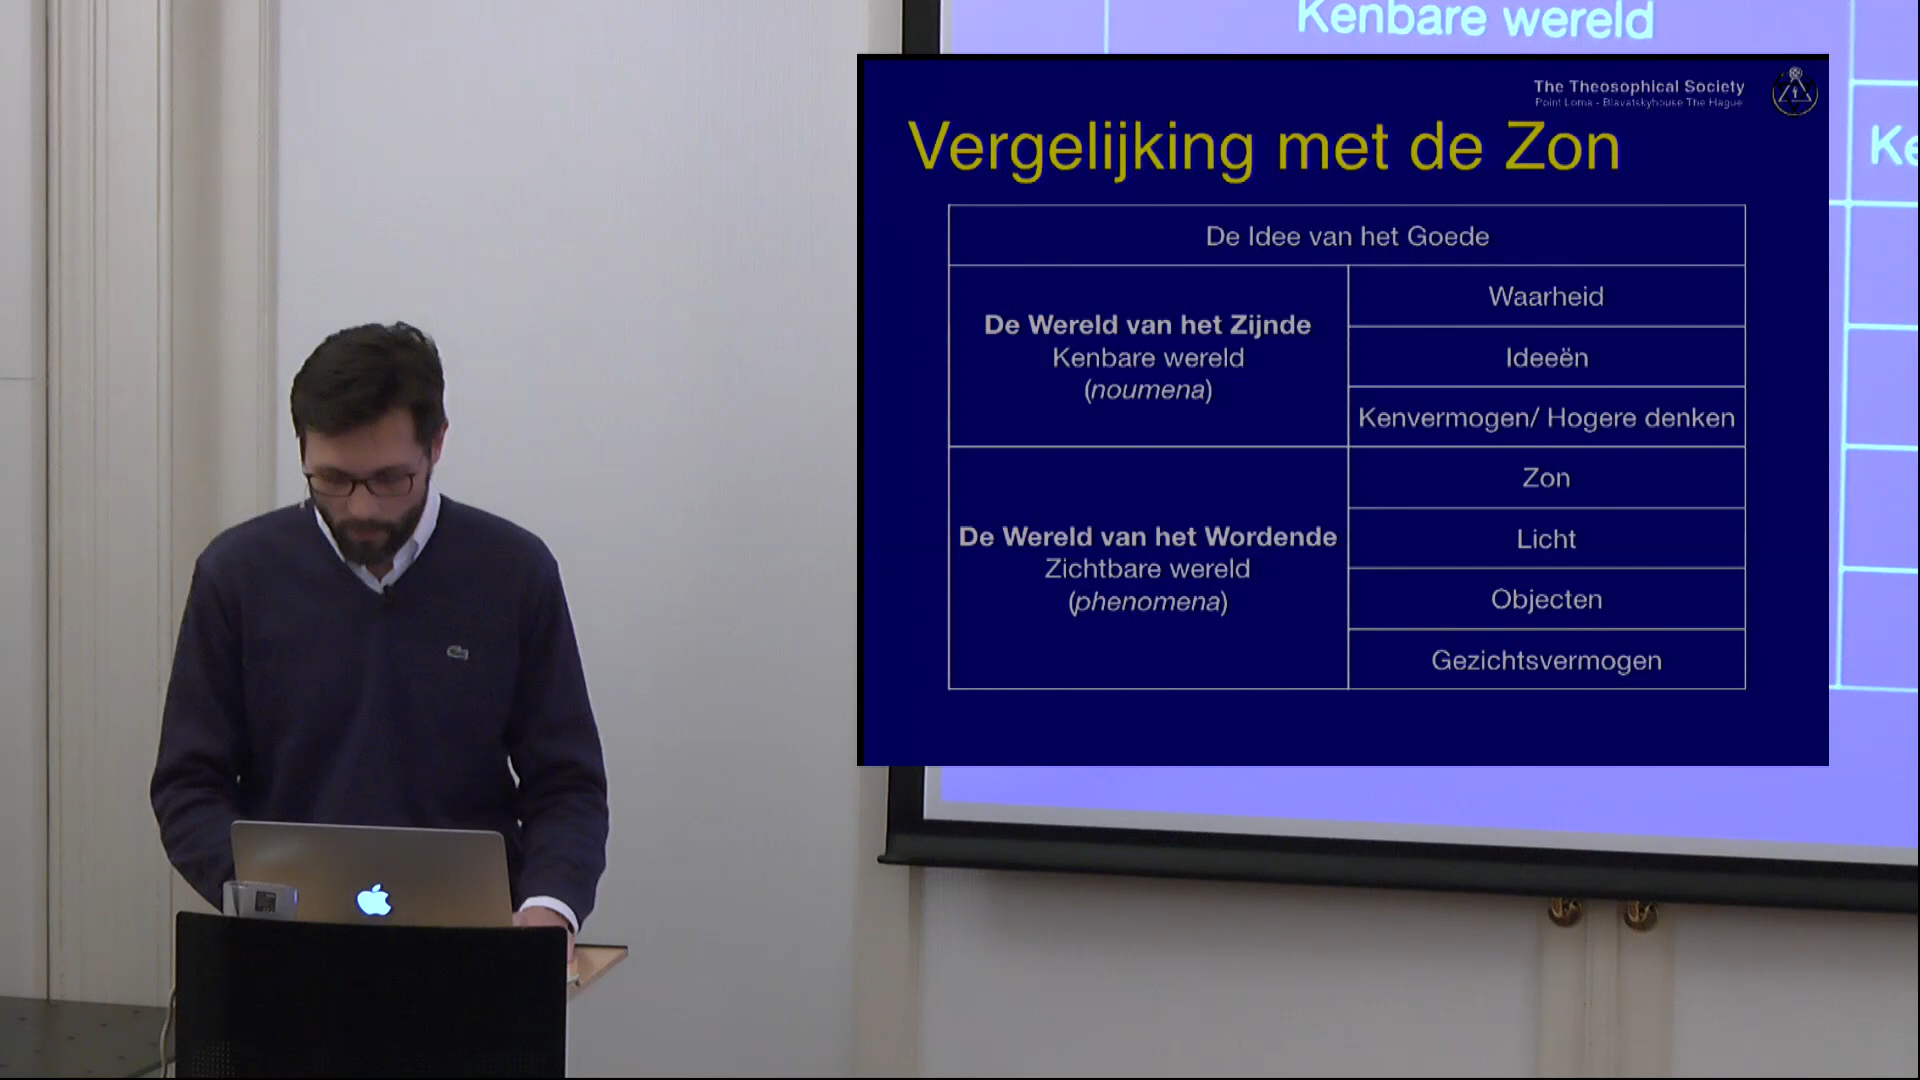 Kenbare wereld
Ke
The Theosophical Society
Point Loma - Blavatskyhouse The Hague
Vergelijking met de Zon
De Idee van het Goede
De Wereld van het Zijnde
Kenbare wereld
(noumena)
Waarheid
Ideeën
Kenvermogen/ Hogere denken
De Wereld van het Wordende
Zichtbare wereld
(phenomena)
Zon
Licht
Objecten
Gezichtsvermogen